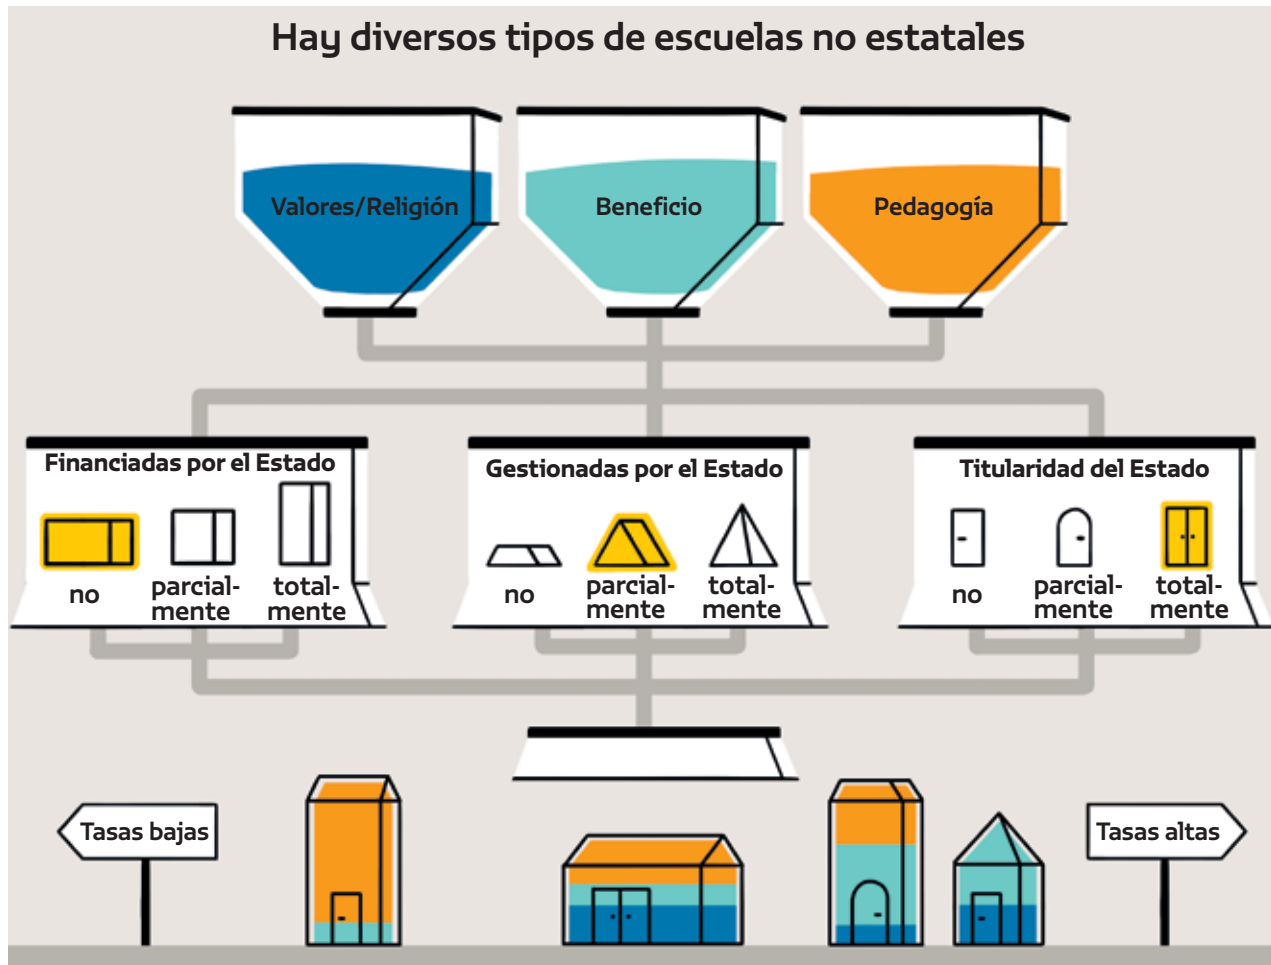 Hay diversos tipos de escuelas no estatales
Valores/Religión
Beneficio
Pedagogía
Financiadas por el Estado
no
parcial-
mente
total-
mente
Gestionadas por el Estado
no
parcial-
mente
total-
mente
Titularidad del Estado
no
parcial-
mente
total-
mente
Tasas bajas
Tasas altas